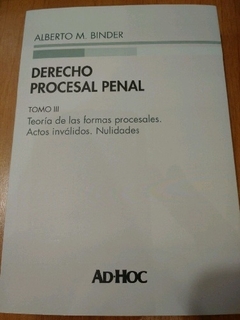 ALBERTO M. BINDER
DERECHO
PROCESAL PENAL
TOMO III
Teoría de las formas procesales.
Actos inválidos. Nulidades
AD-HOC